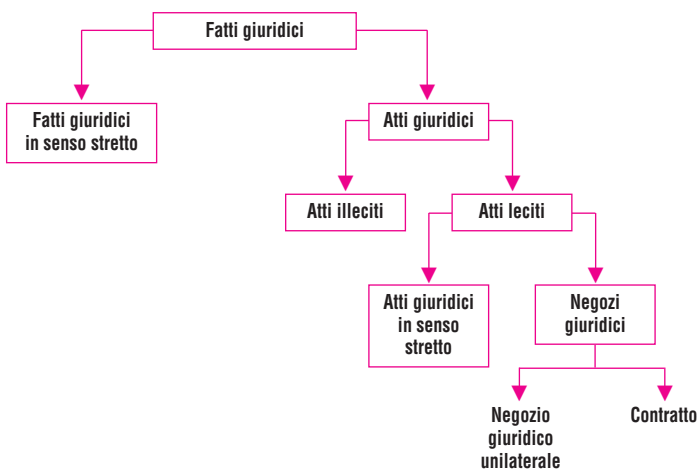 Fatti giuridici
Fatti giuridici
in senso stretto
Atti giuridici
Atti illeciti
Atti leciti
Atti giuridici
in senso
stretto
Negozi
giuridici
Negozio
giuridico
unilaterale
Contratto